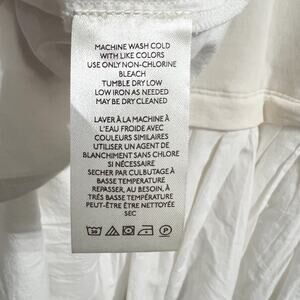 MACHINE WASH COLD
WITH LIKE COLORS
USE ONLY NON-CHLORINE
BLEACH
TUMBLE DRY LOW
LOW IRON AS NEEDED
MAY BE DRY CLEANED
LAVER À LA MACHINE À
L'EAU FROIDE AVEC
COULEURS SIMILAIRES
UTILISER UN AGENT DE
BLANCHIMENT SANS CHLORE
SI NÉCESSAIRE
SECHER PAR CULBUTAGE À
BASSE TEMPÉRATURE
REPASSER, AU BESOIN, À
TRÈS BASSE TEMPÉRATURE
PEUT-ÊTRE ÊTRE NETTOYÉE
SEC
30